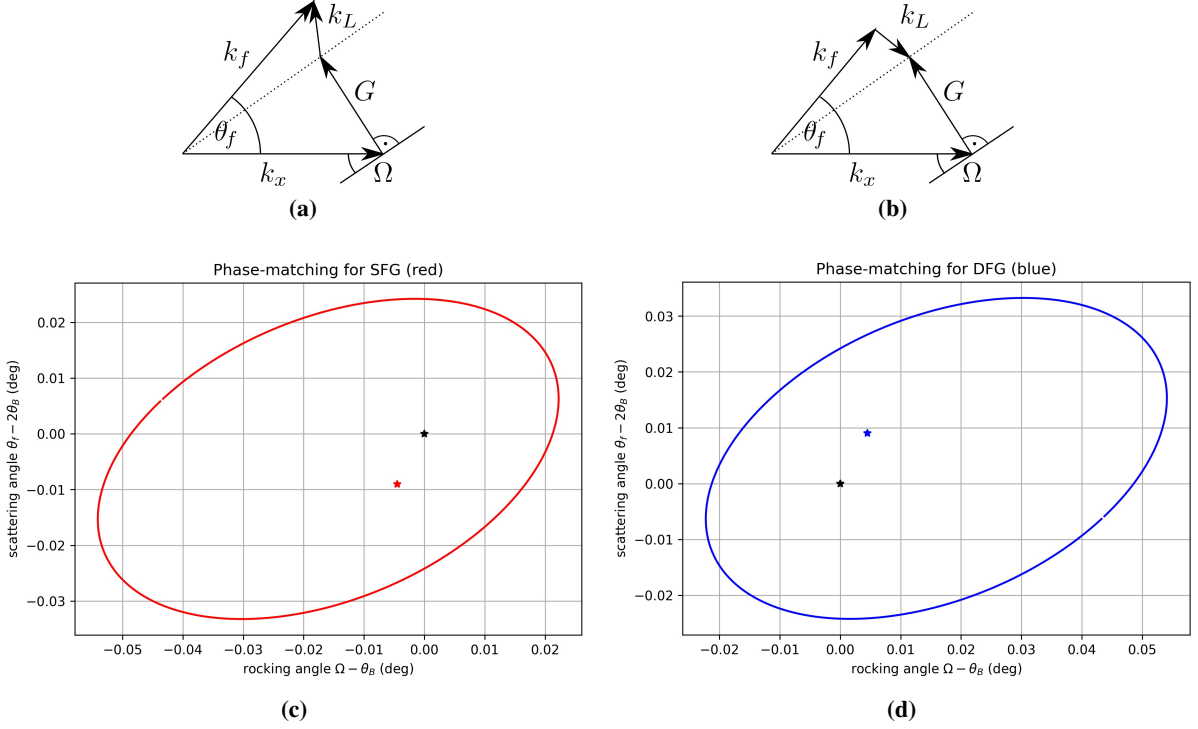 k_L
k_f
G
θ_f
k_x
Ω
(a)
k_L
k_f
G
θ_f
k_x
Ω
(b)
Phase-matching for SFG (red)
scattering angle θ_f − 2θ_B (deg)
0.02
0.01
0.00
−0.01
−0.02
−0.03
−0.05 −0.04 −0.03 −0.02 −0.01 0.00 0.01 0.02
rocking angle Ω − θ_B (deg)
(c)
Phase-matching for DFG (blue)
scattering angle θ_f − 2θ_B (deg)
0.03
0.02
0.01
0.00
−0.01
−0.02
−0.02 −0.01 0.00 0.01 0.02 0.03 0.04 0.05
rocking angle Ω − θ_B (deg)
(d)